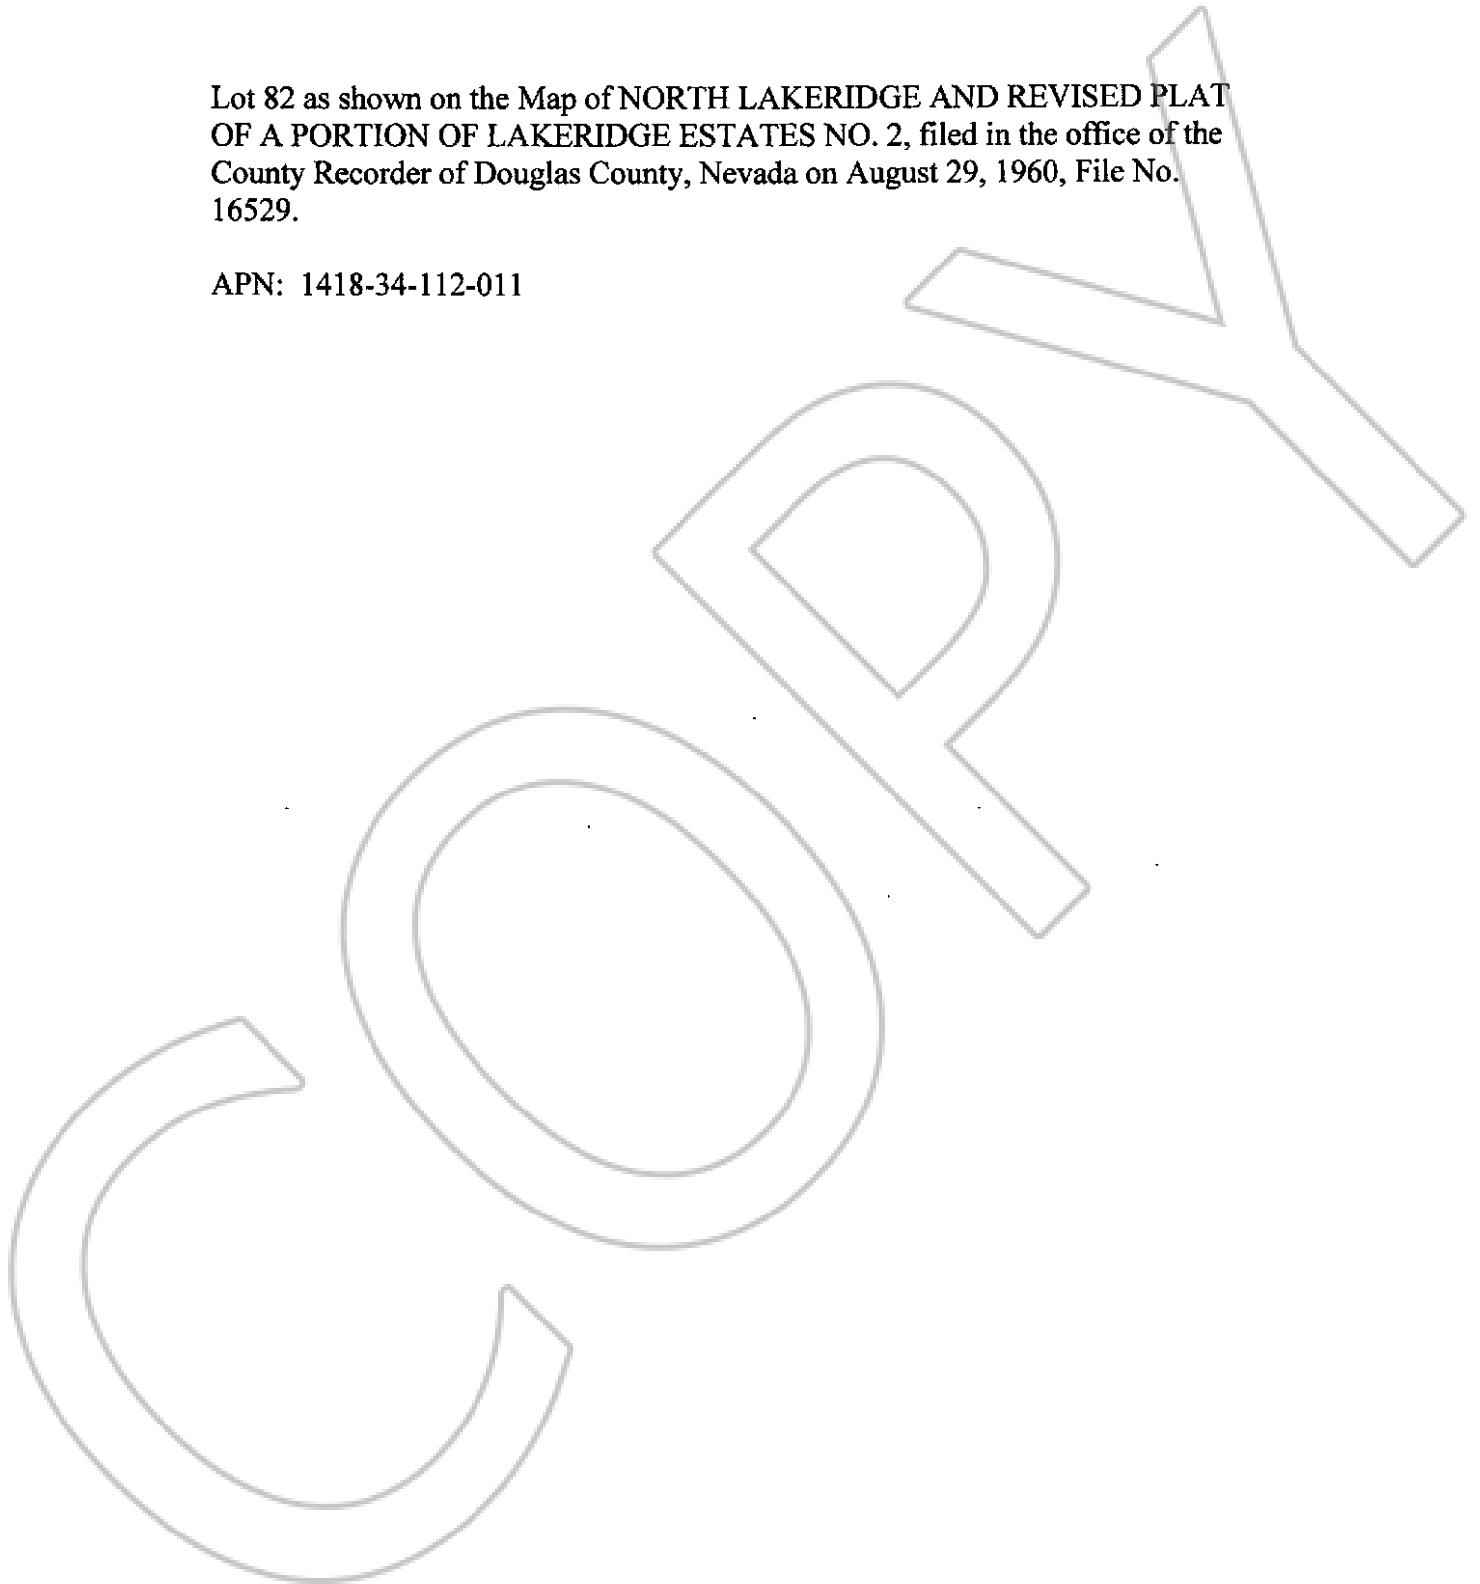 Lot 82 as shown on the Map of NORTH LAKERIDGE AND REVISED PLAT
OF A PORTION OF LAKERIDGE ESTATES NO. 2, filed in the office of the
County Recorder of Douglas County, Nevada on August 29, 1960, File No.
16529.
APN: 1418-34-112-011
COPY